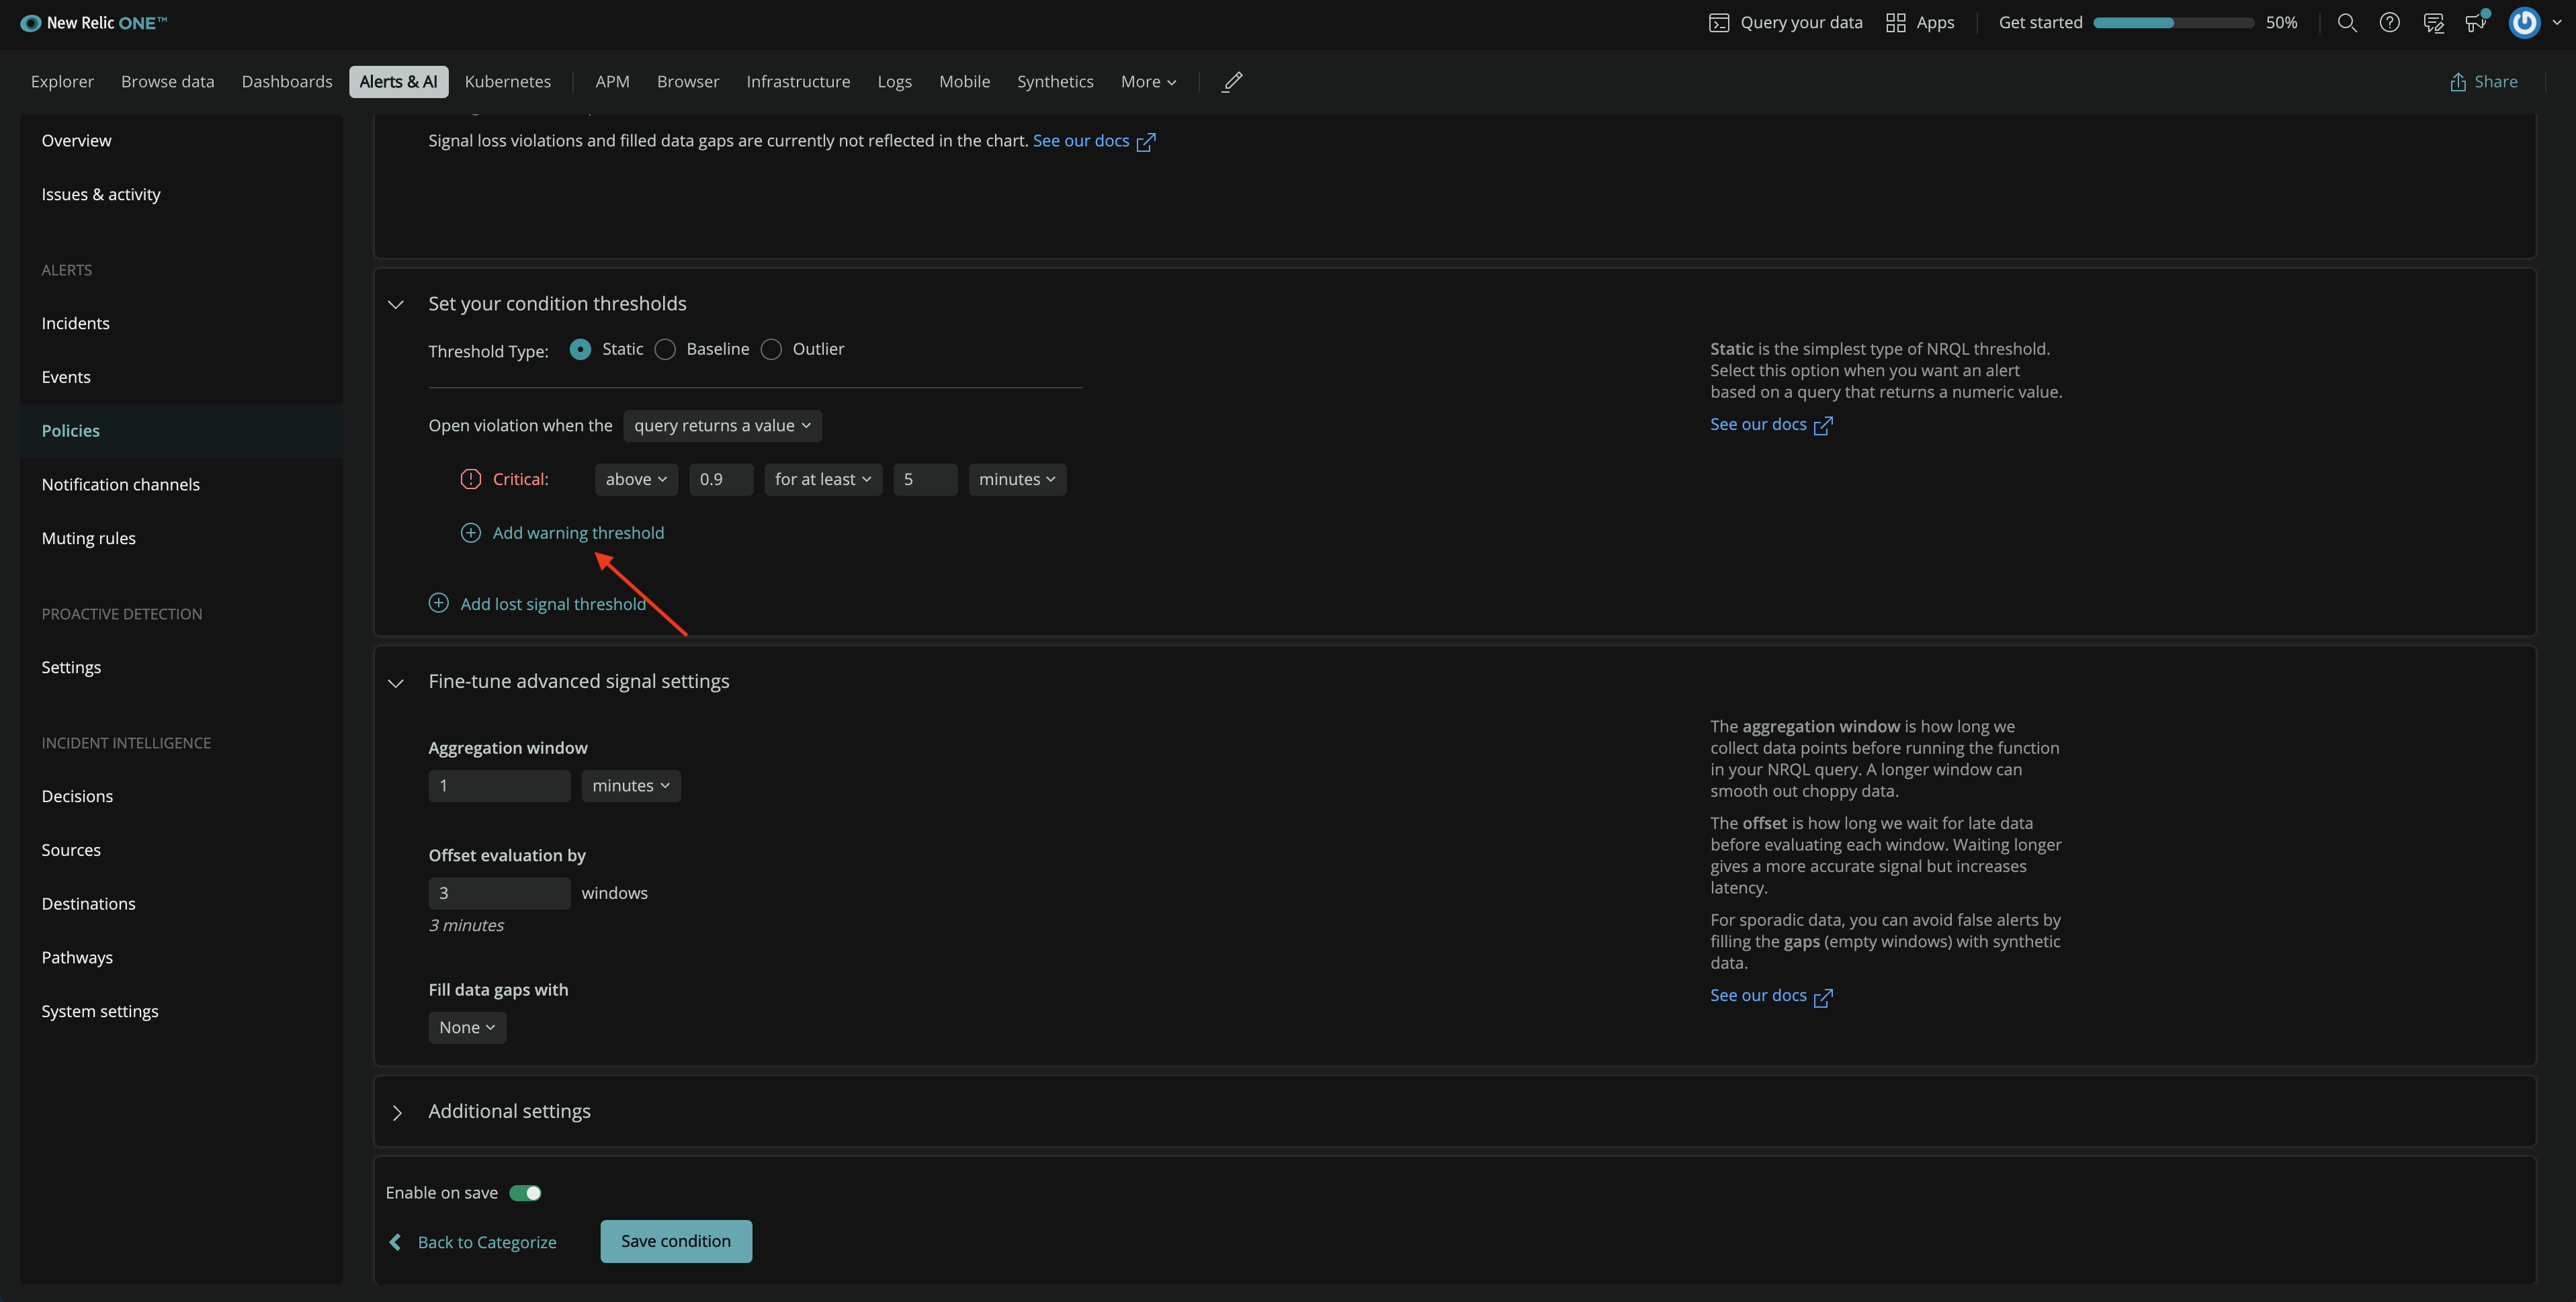 New Relic ONE™
Query your data
Apps
Get started
50%
Explorer
Browse data
Dashboards
Alerts & AI
Kubernetes
APM
Browser
Infrastructure
Logs
Mobile
Synthetics
More
Share
Overview
Issues & activity
ALERTS
Incidents
Events
Policies
Notification channels
Muting rules
PROACTIVE DETECTION
Settings
INCIDENT INTELLIGENCE
Decisions
Sources
Destinations
Pathways
System settings
Signal loss violations and filled data gaps are currently not reflected in the chart. See our docs
Set your condition thresholds
Threshold Type: Static Baseline Outlier
Open violation when the query returns a value
Critical: above 0.9 for at least 5 minutes
Add warning threshold
Add lost signal threshold
Static is the simplest type of NRQL threshold.
Select this option when you want an alert
based on a query that returns a numeric value.
See our docs
Fine-tune advanced signal settings
Aggregation window
1 minutes
Offset evaluation by
3 windows
3 minutes
Fill data gaps with
None
The aggregation window is how long we
collect data points before running the function
in your NRQL query. A longer window can
smooth out choppy data.
The offset is how long we wait for late data
before evaluating each window. Waiting longer
gives a more accurate signal but increases
latency.
For sporadic data, you can avoid false alerts by
filling the gaps (empty windows) with synthetic
data.
See our docs
Additional settings
Enable on save
Back to Categorize
Save condition